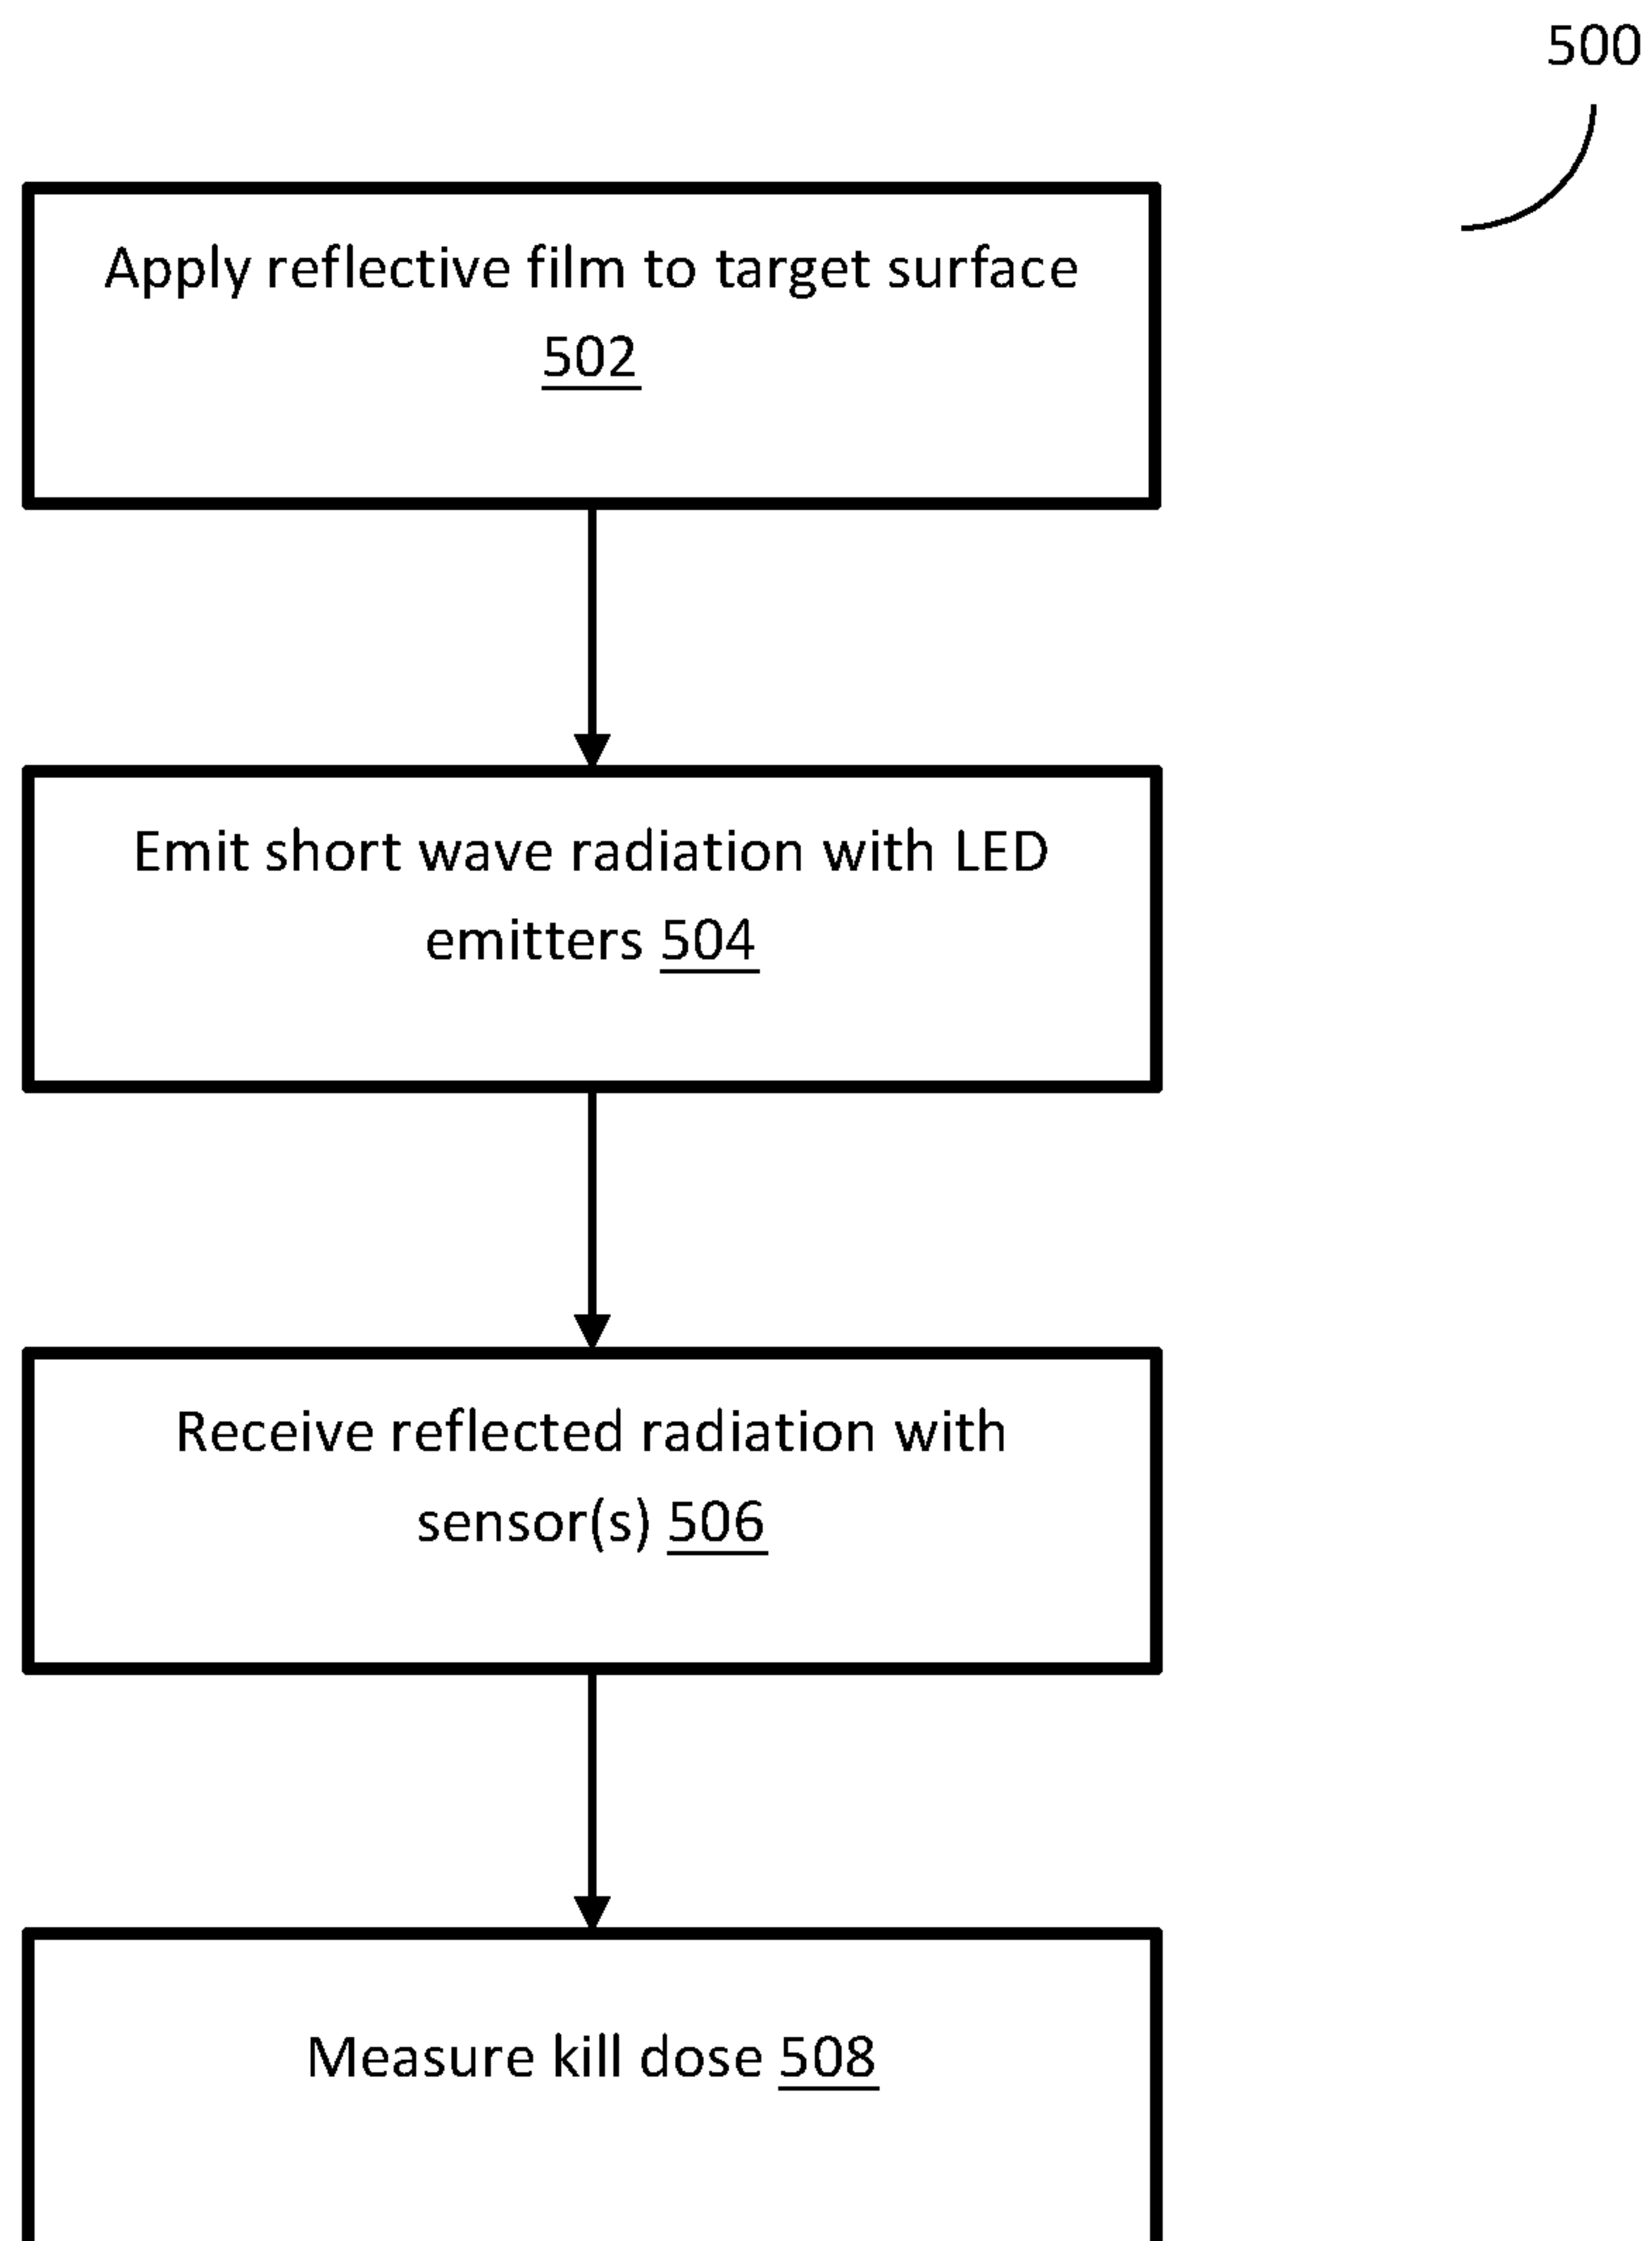 500
Apply reflective film to target surface
502
Emit short wave radiation with LED
emitters 504
Receive reflected radiation with
sensor(s) 506
Measure kill dose 508